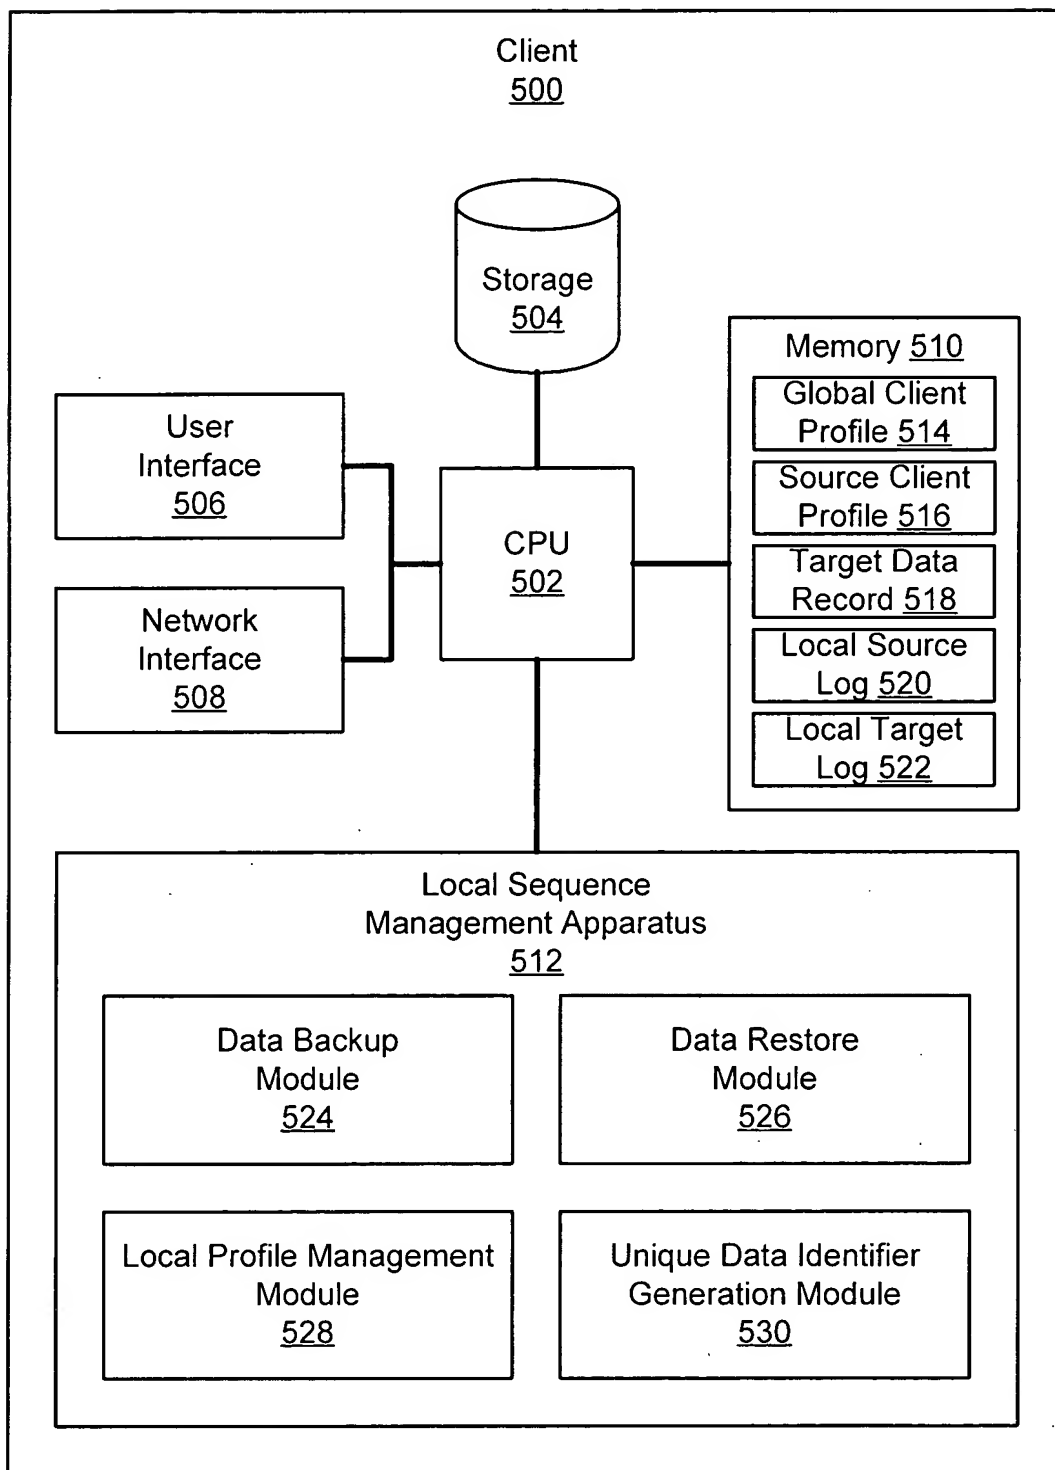 Client
500
Storage
504
User
Interface
506
Network
Interface
508
CPU
502
Memory 510
Global Client
Profile 514
Source Client
Profile 516
Target Data
Record 518
Local Source
Log 520
Local Target
Log 522
Local Sequence
Management Apparatus
512
Data Backup
Module
524
Data Restore
Module
526
Local Profile Management
Module
528
Unique Data Identifier
Generation Module
530